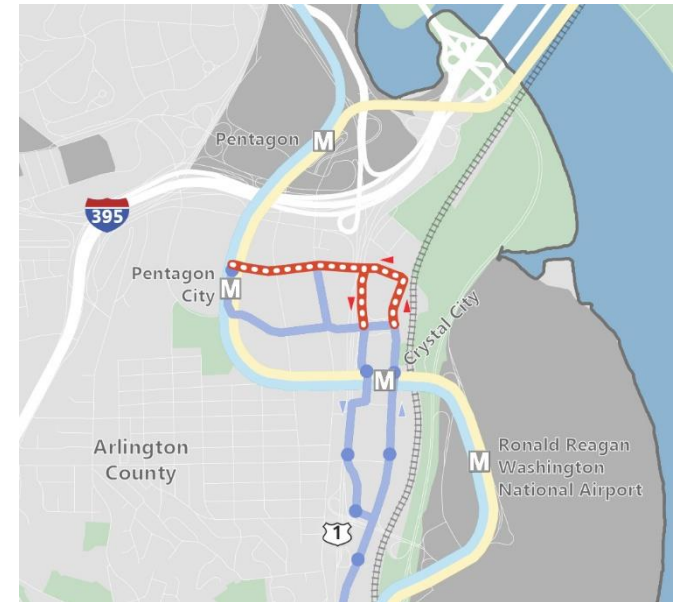 Pentagon
M
395
Pentagon
City
M
Crystal City
M
Arlington
County
M
Ronald Reagan
Washington
National Airport
1